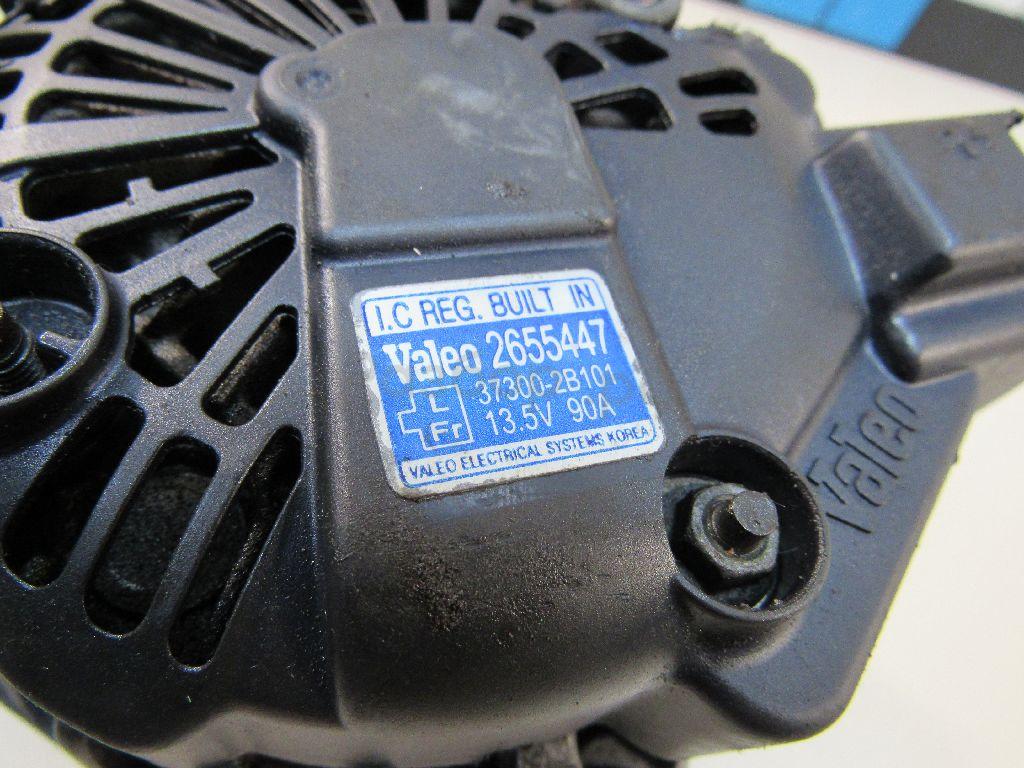 I.C REG. BUILT IN
Valeo 2655447
L 37300-2B101
Fr 13.5V 90A
VALEO ELECTRICAL SYSTEMS KOREA
Valeo